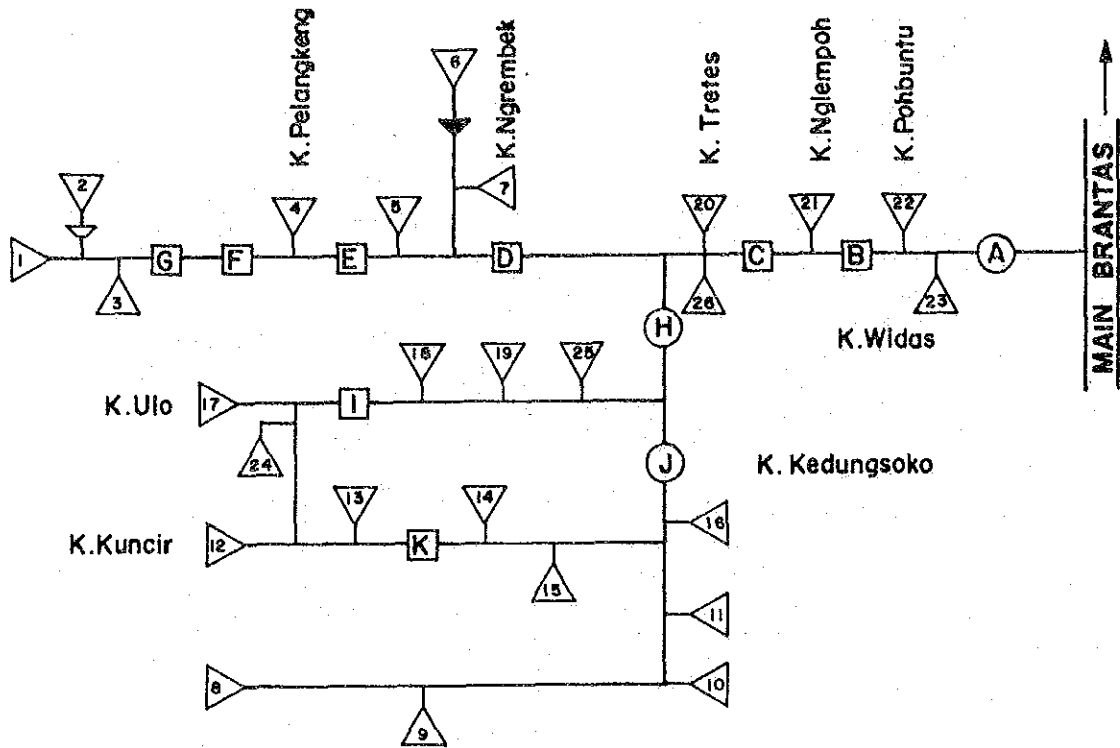 K.Pelangkeng
6
K.Ngrembek
K. Tretes
K.Nglempoh
K.Pohbuntu
2
4
5
7
20
21
22
1
G
F
E
D
C
B
A
3
26
23
MAIN BRANTAS
H
K.Widas
18
19
25
K.Ulo
17
I
24
J
K. Kedungsoko
13
14
16
K.Kuncir
12
K
15
11
8
10
9